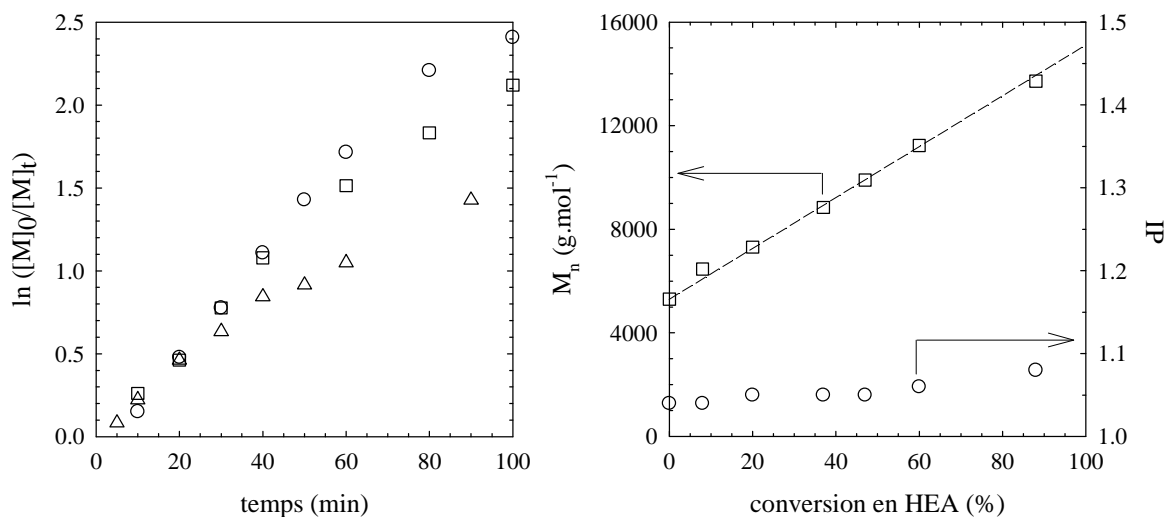 2.5
2.0
1.5
1.0
0.5
0.0
ln ([M]0/[M]t)
0 20 40 60 80 100
temps (min)
16000
12000
8000
4000
0
Mn (g.mol-1)
0 20 40 60 80 100
conversion en HEA (%)
1.5
1.4
1.3
1.2
1.1
1.0
IP